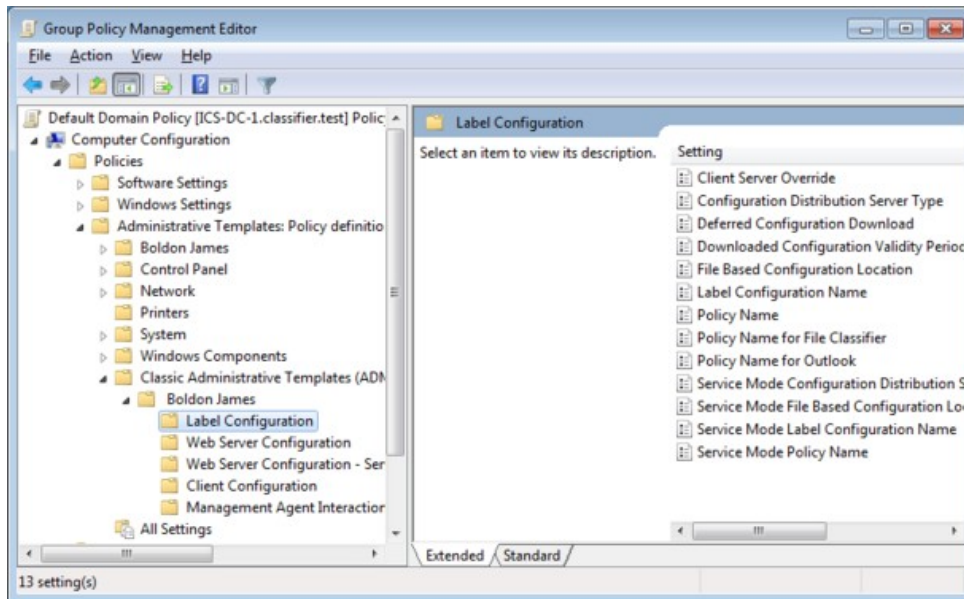 Group Policy Management Editor
File Action View Help
Default Domain Policy [ICS-DC-1.classifier.test] Polic
Computer Configuration
Policies
Software Settings
Windows Settings
Administrative Templates: Policy definitio
Boldon James
Control Panel
Network
Printers
System
Windows Components
Classic Administrative Templates (ADM
Boldon James
Label Configuration
Web Server Configuration
Web Server Configuration - Ser
Client Configuration
Management Agent Interaction
All Settings
Label Configuration
Select an item to view its description.
Setting
Client Server Override
Configuration Distribution Server Type
Deferred Configuration Download
Downloaded Configuration Validity Period
File Based Configuration Location
Label Configuration Name
Policy Name
Policy Name for File Classifier
Policy Name for Outlook
Service Mode Configuration Distribution S
Service Mode File Based Configuration Lo
Service Mode Label Configuration Name
Service Mode Policy Name
Extended Standard
13 setting(s)